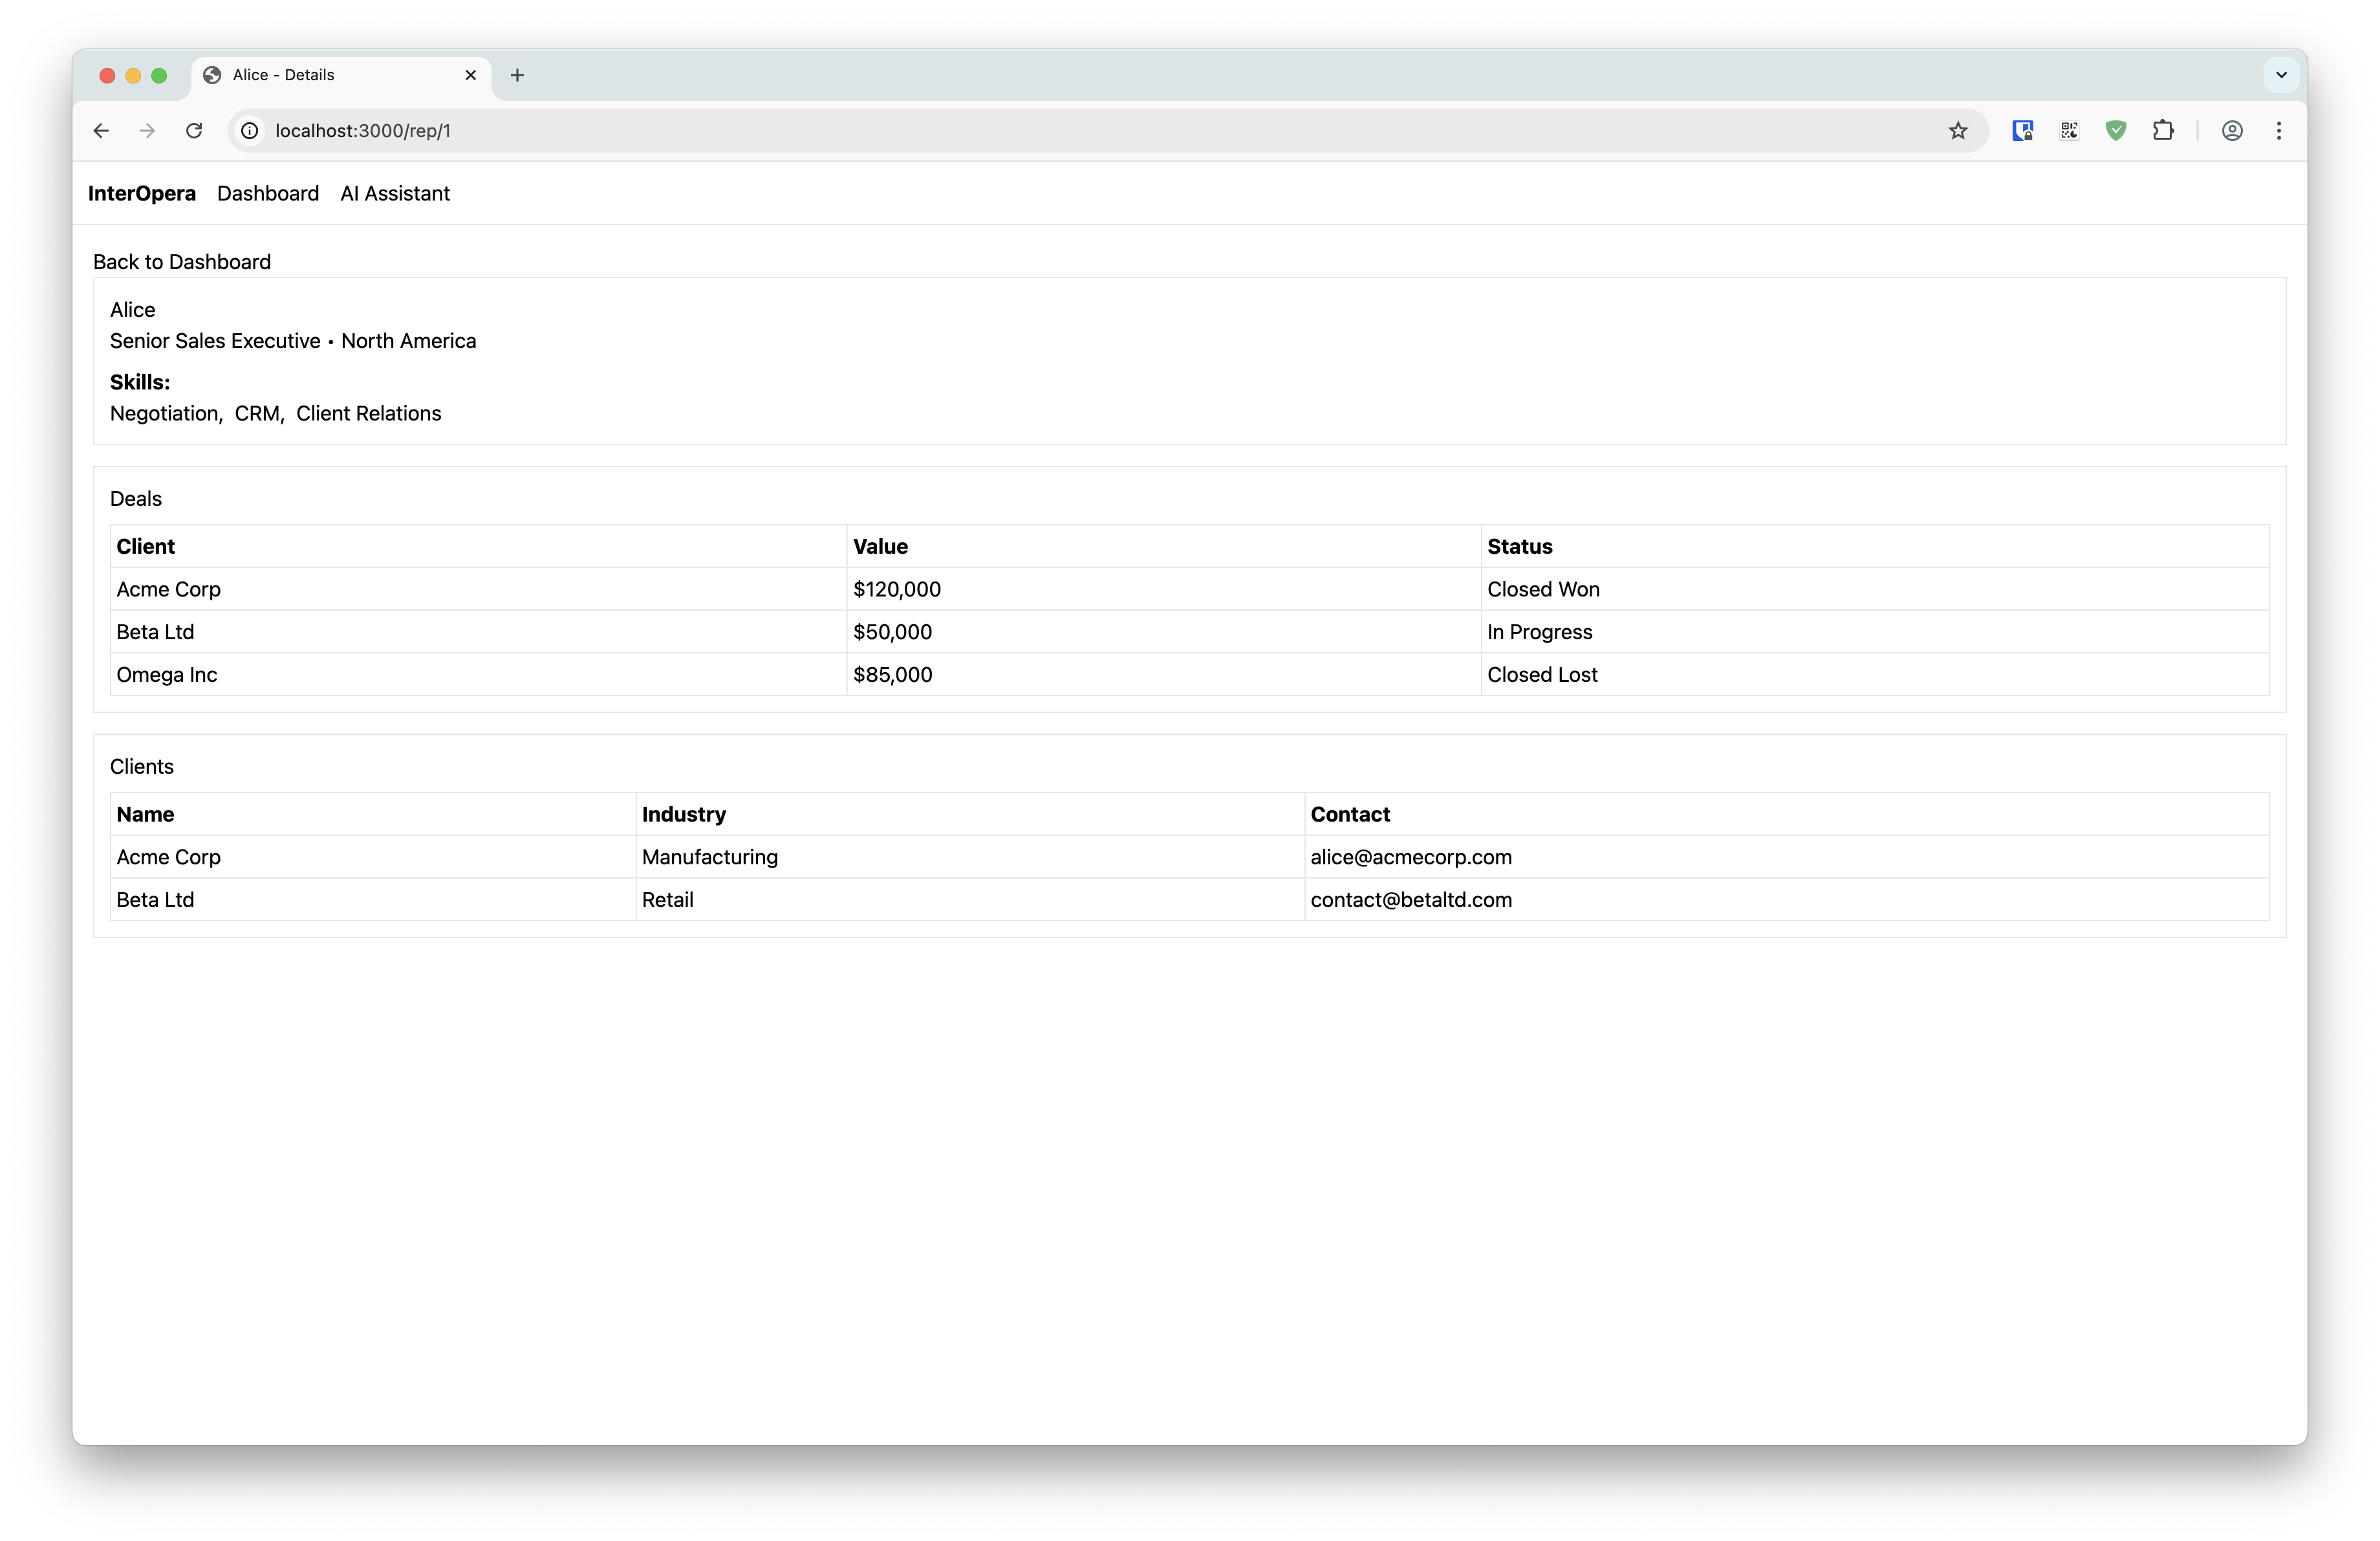 Alice - Details
localhost:3000/rep/1
InterOpera Dashboard AI Assistant
Back to Dashboard
Alice
Senior Sales Executive • North America
Skills:
Negotiation, CRM, Client Relations
Deals
Client Value Status
Acme Corp $120,000 Closed Won
Beta Ltd $50,000 In Progress
Omega Inc $85,000 Closed Lost
Clients
Name Industry Contact
Acme Corp Manufacturing alice@acmecorp.com
Beta Ltd Retail contact@betaltd.com